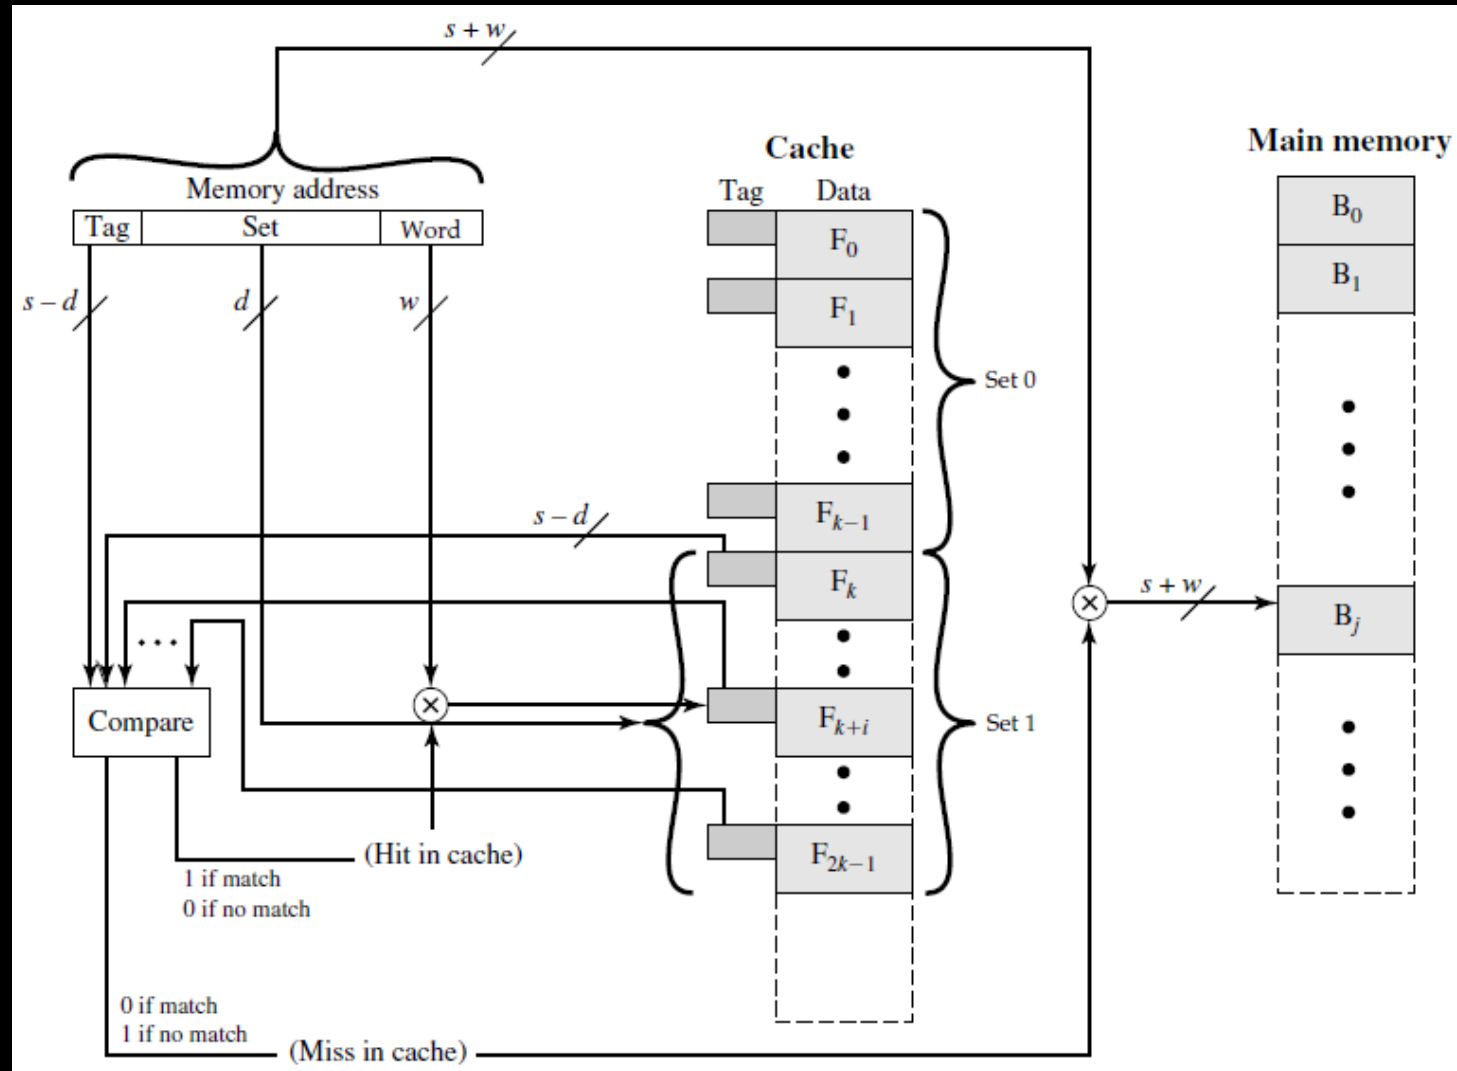 s + w
Cache
Main memory
Memory address
Tag Data
Tag Set Word
B0
F0
B1
s – d d w
F1
Set 0
Fk–1
s – d
Fk
s + w
Bj
. . .
Compare
Fk+i
Set 1
(Hit in cache)
F2k–1
1 if match
0 if no match
0 if match
1 if no match
(Miss in cache)